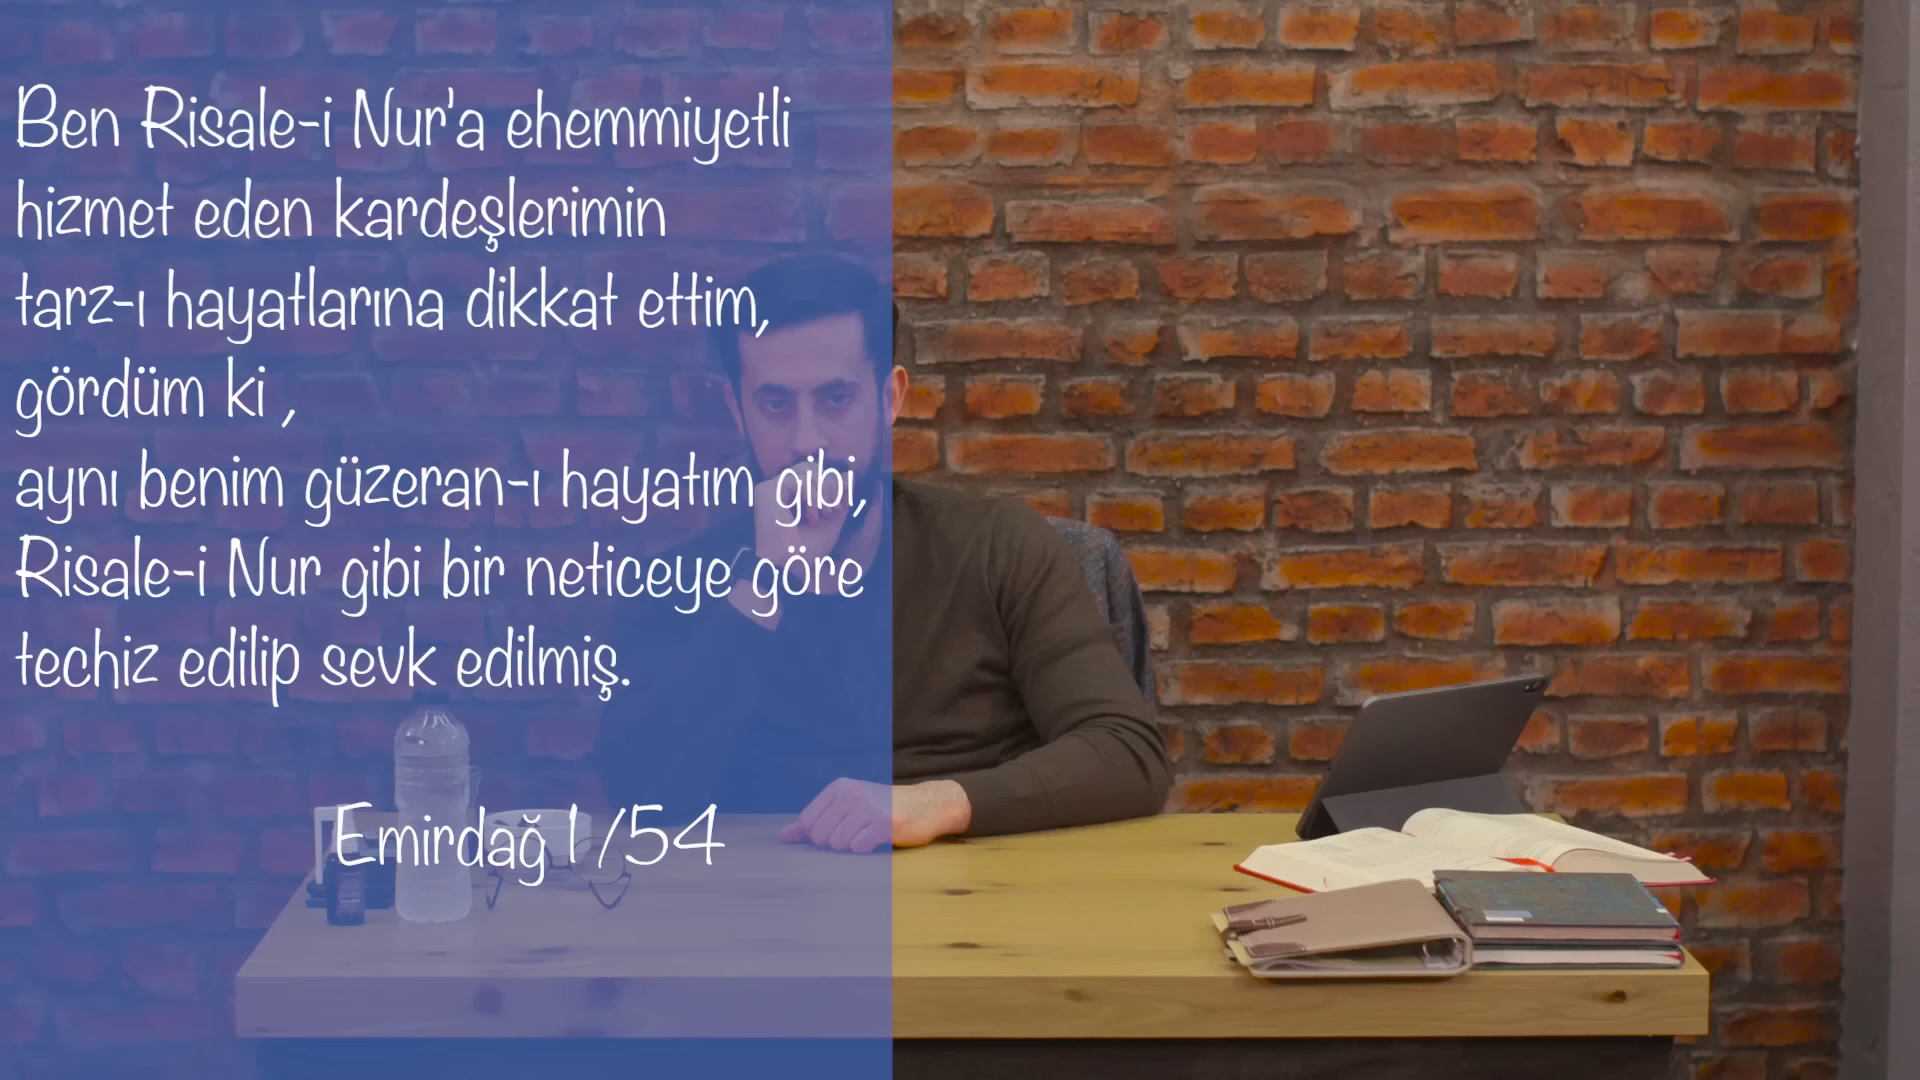 Ben Risale-i Nur'a ehemmiyetli
hizmet eden kardeşlerimin
tarz-ı hayatlarına dikkat ettim,
gördüm ki ,
aynı benim güzeran-ı hayatım gibi,
Risale-i Nur gibi bir neticeye göre
techiz edilip sevk edilmiş.
Emirdağ 1 /54